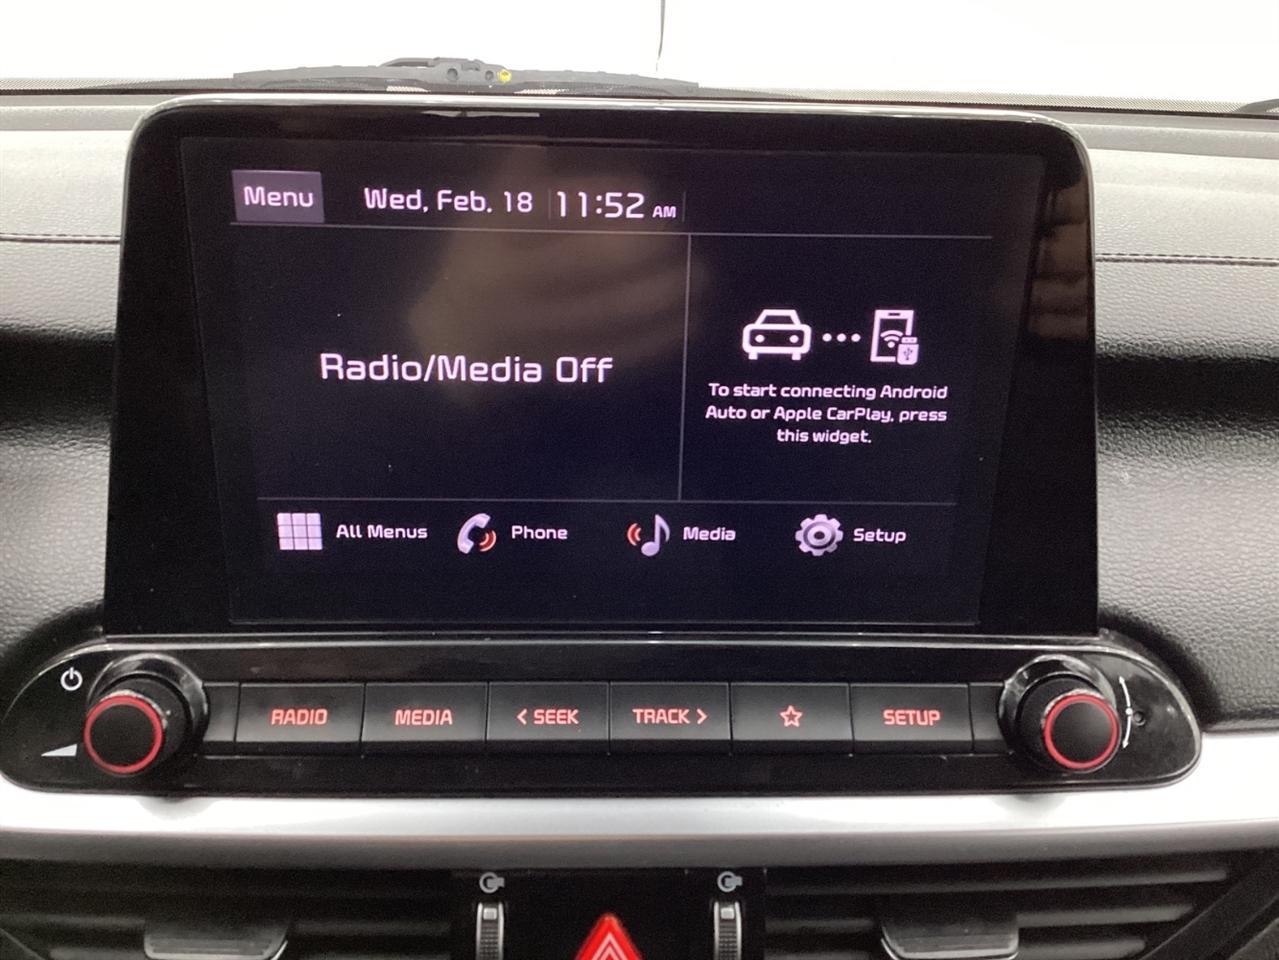 Menu
Wed, Feb. 18 11:52 AM
Radio/Media Off
To start connecting Android
Auto or Apple CarPlay, press
this widget.
All Menus
Phone
Media
Setup
RADIO
MEDIA
< SEEK
TRACK >
SETUP